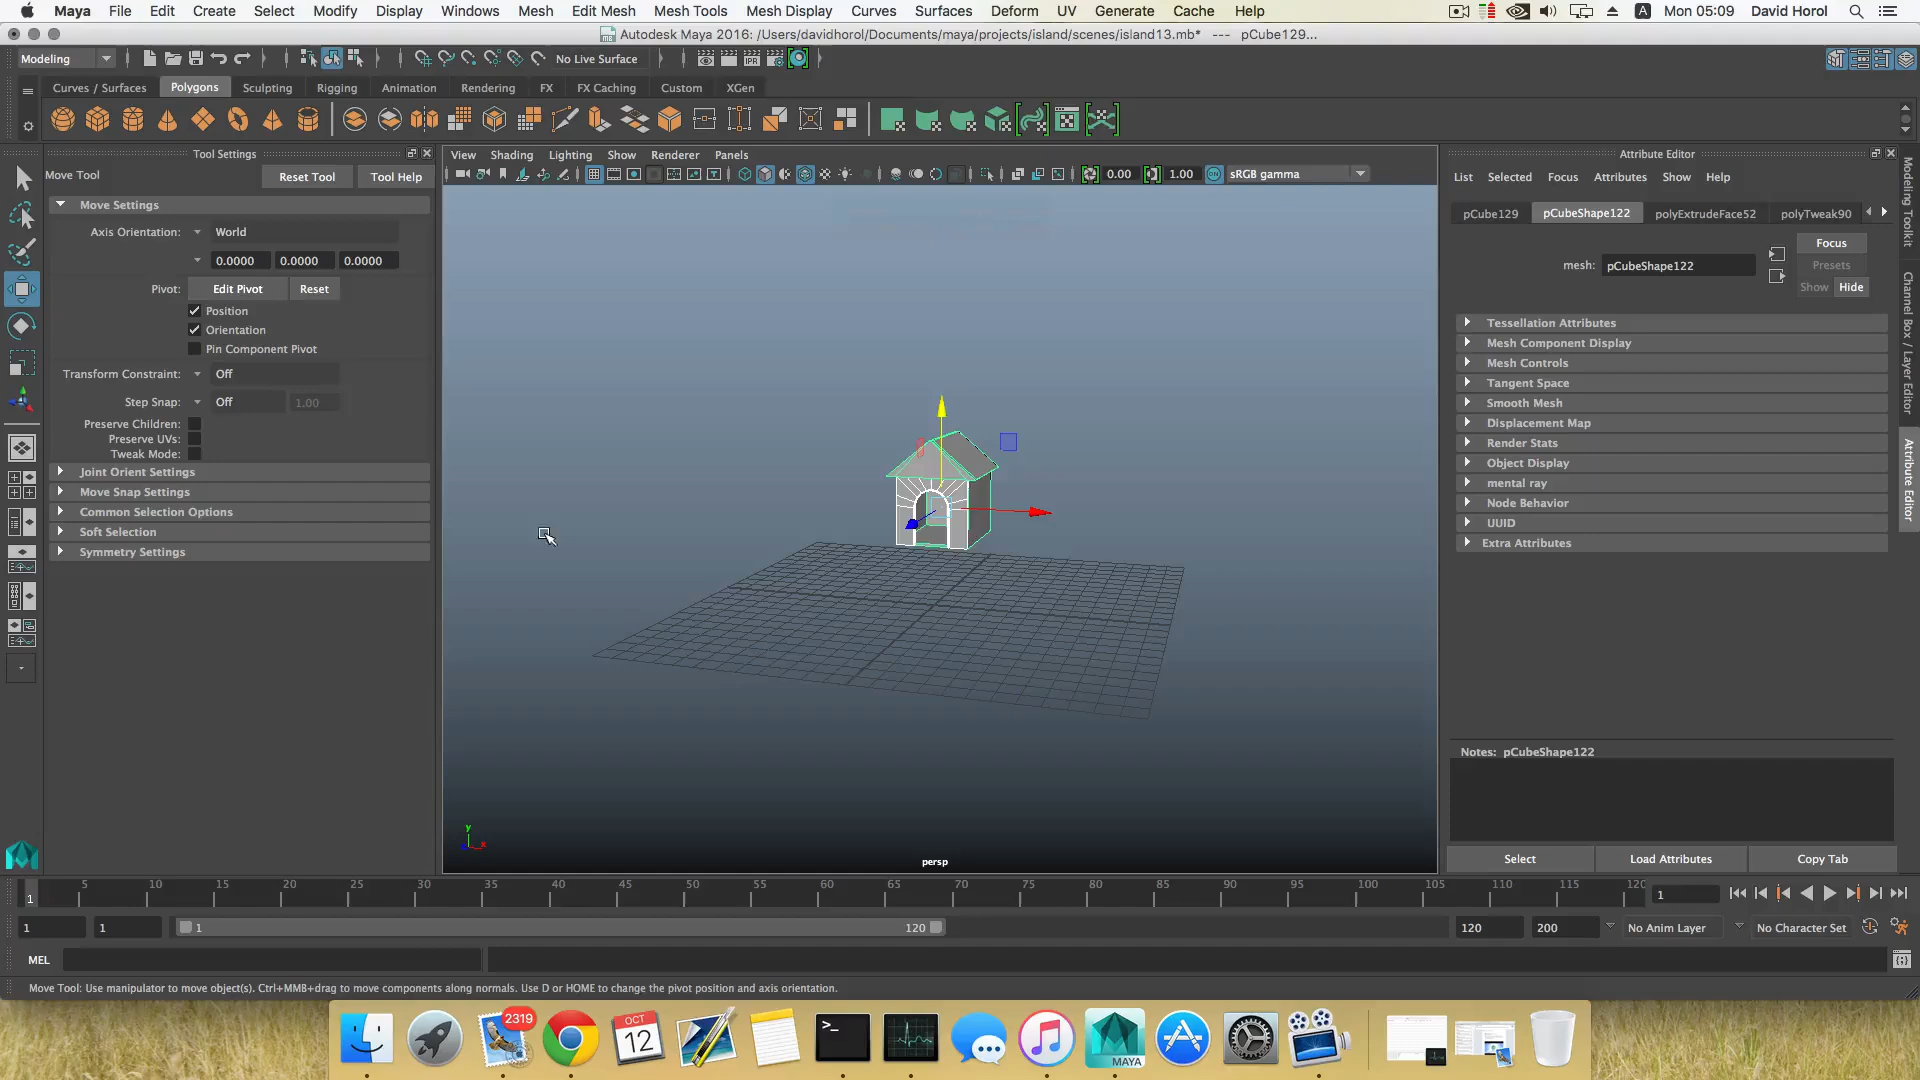 Maya File Edit Create Select Modify Display Windows Mesh Edit Mesh Mesh Tools Mesh Display Curves Surfaces Deform UV Generate Cache Help A Mon 05:09 David Horol
Autodesk Maya 2016: /Users/davidhorol/Documents/maya/projects/island/scenes/island13.mb* --- pCube129...
Modeling No Live Surface IPR
Curves / Surfaces Polygons Sculpting Rigging Animation Rendering FX FX Caching Custom XGen
Tool Settings
Move Tool Reset Tool Tool Help
Move Settings
Axis Orientation: World
0.0000 0.0000 0.0000
Pivot: Edit Pivot Reset
Position
Orientation
Pin Component Pivot
Transform Constraint: Off
Step Snap: Off 1.00
Preserve Children:
Preserve UVs:
Tweak Mode:
Joint Orient Settings
Move Snap Settings
Common Selection Options
Soft Selection
Symmetry Settings
View Shading Lighting Show Renderer Panels
0.00 1.00 ON sRGB gamma
y
x
persp
Attribute Editor
List Selected Focus Attributes Show Help
pCube129 pCubeShape122 polyExtrudeFace52 polyTweak90
Focus
mesh: pCubeShape122 Presets
Show Hide
Tessellation Attributes
Mesh Component Display
Mesh Controls
Tangent Space
Smooth Mesh
Displacement Map
Render Stats
Object Display
mental ray
Node Behavior
UUID
Extra Attributes
Notes: pCubeShape122
Select Load Attributes Copy Tab
Modeling Toolkit
Channel Box / Layer Editor
Attribute Editor
1 5 10 15 20 25 30 35 40 45 50 55 60 65 70 75 80 85 90 95 100 105 110 115 120 1
1 1 1 120 120 200 No Anim Layer No Character Set
MEL
Move Tool: Use manipulator to move object(s). Ctrl+MMB+drag to move components along normals. Use D or HOME to change the pivot position and axis orientation.
2319
OCT
12
MAYA